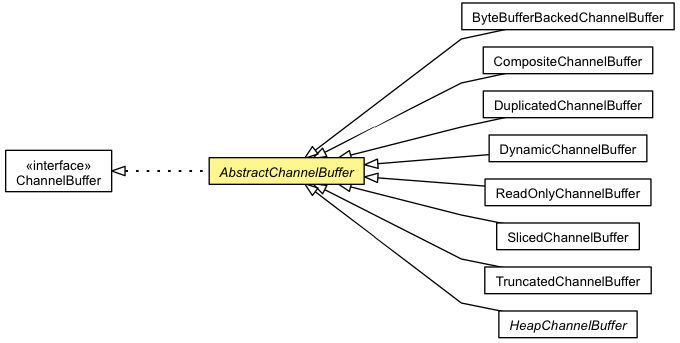 ByteBufferBackedChannelBuffer
CompositeChannelBuffer
DuplicatedChannelBuffer
DynamicChannelBuffer
«interface»
ChannelBuffer
AbstractChannelBuffer
ReadOnlyChannelBuffer
SlicedChannelBuffer
TruncatedChannelBuffer
HeapChannelBuffer